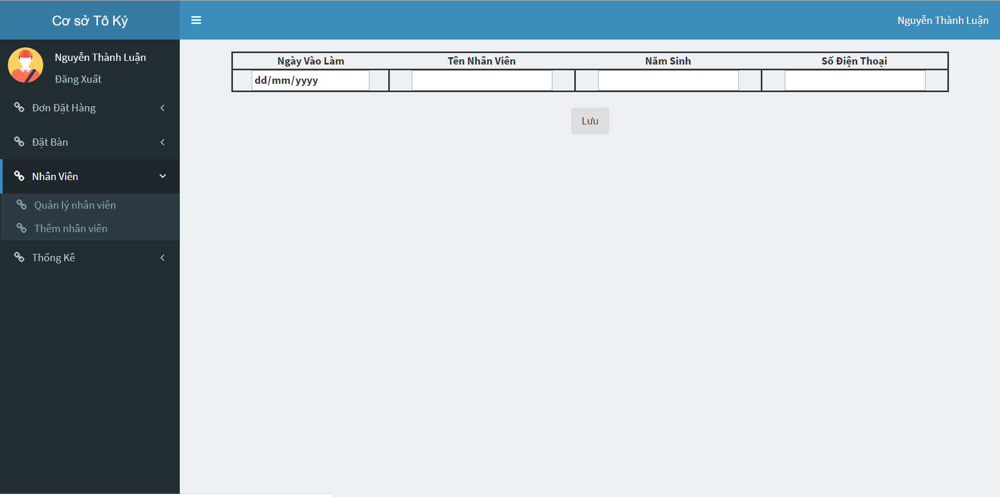 Cơ sở Tô Ký
Nguyễn Thành Luận
Nguyễn Thành Luận
Đăng Xuất
Đơn Đặt Hàng
Đặt Bàn
Nhân Viên
Quản lý nhân viên
Thêm nhân viên
Thống Kê
Ngày Vào Làm Tên Nhân Viên Năm Sinh Số Điện Thoại
dd/mm/yyyy
Lưu